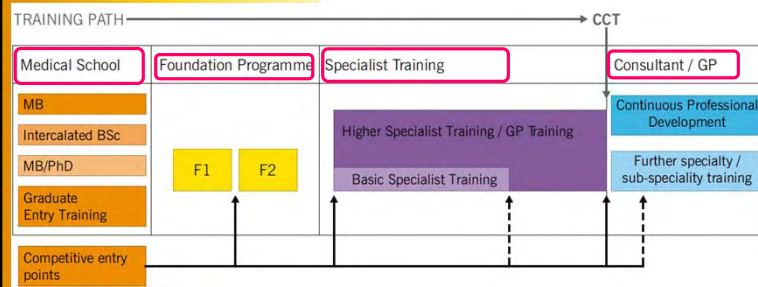 TRAINING PATH CCT
Medical School Foundation Programme Specialist Training Consultant / GP
MB
Intercalated BSc
MB/PhD
Graduate
Entry Training
F1 F2
Higher Specialist Training / GP Training
Basic Specialist Training
Continuous Professional
Development
Further specialty /
sub-speciality training
Competitive entry
points